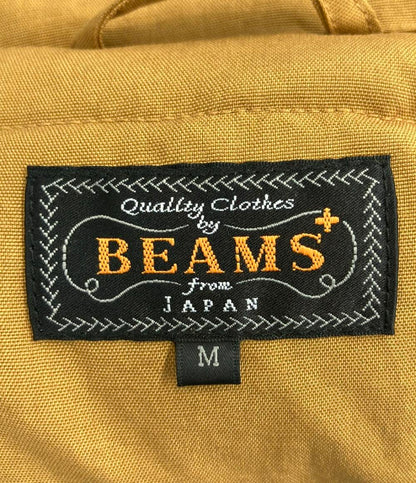 Quality Clothes
by
BEAMS+
from
JAPAN
M